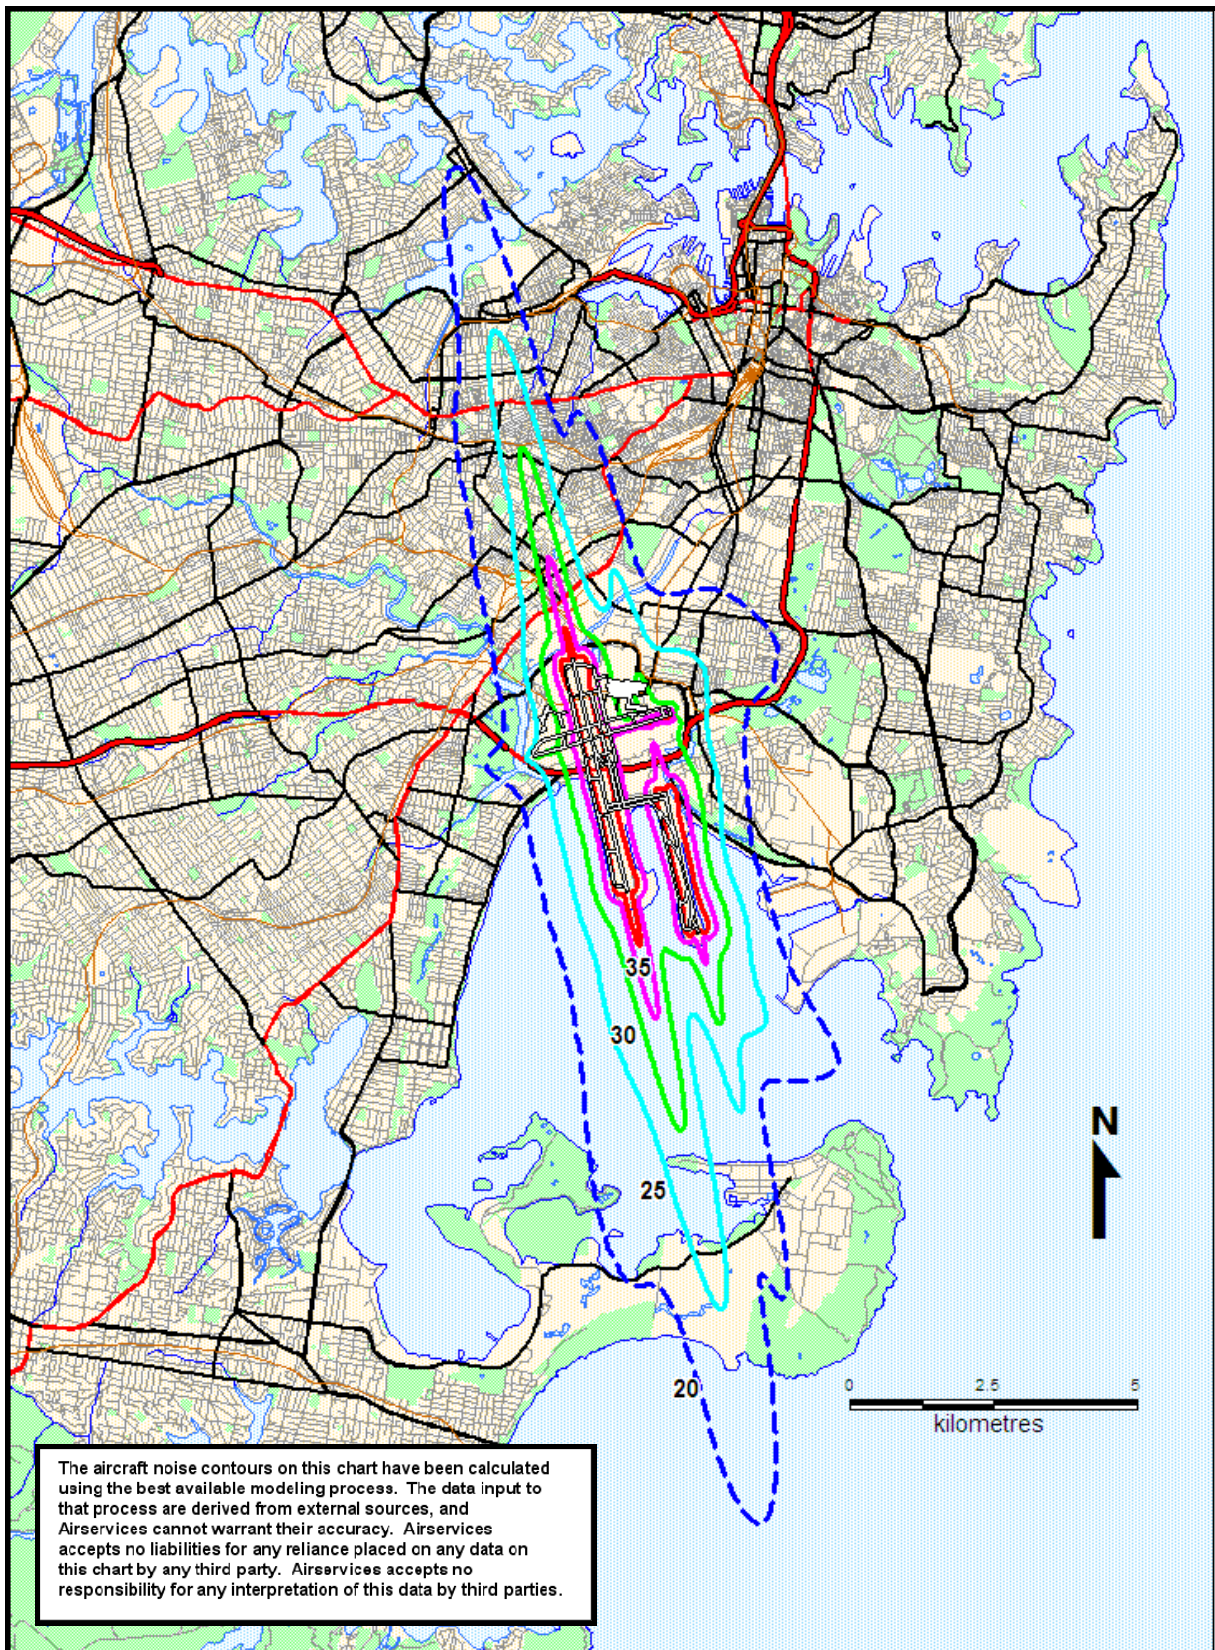 35
30
N
25
20
0 2.5 5
kilometres
The aircraft noise contours on this chart have been calculated
using the best available modeling process. The data input to
that process are derived from external sources, and
Airservices cannot warrant their accuracy. Airservices
accepts no liabilities for any reliance placed on any data on
this chart by any third party. Airservices accepts no
responsibility for any interpretation of this data by third parties.